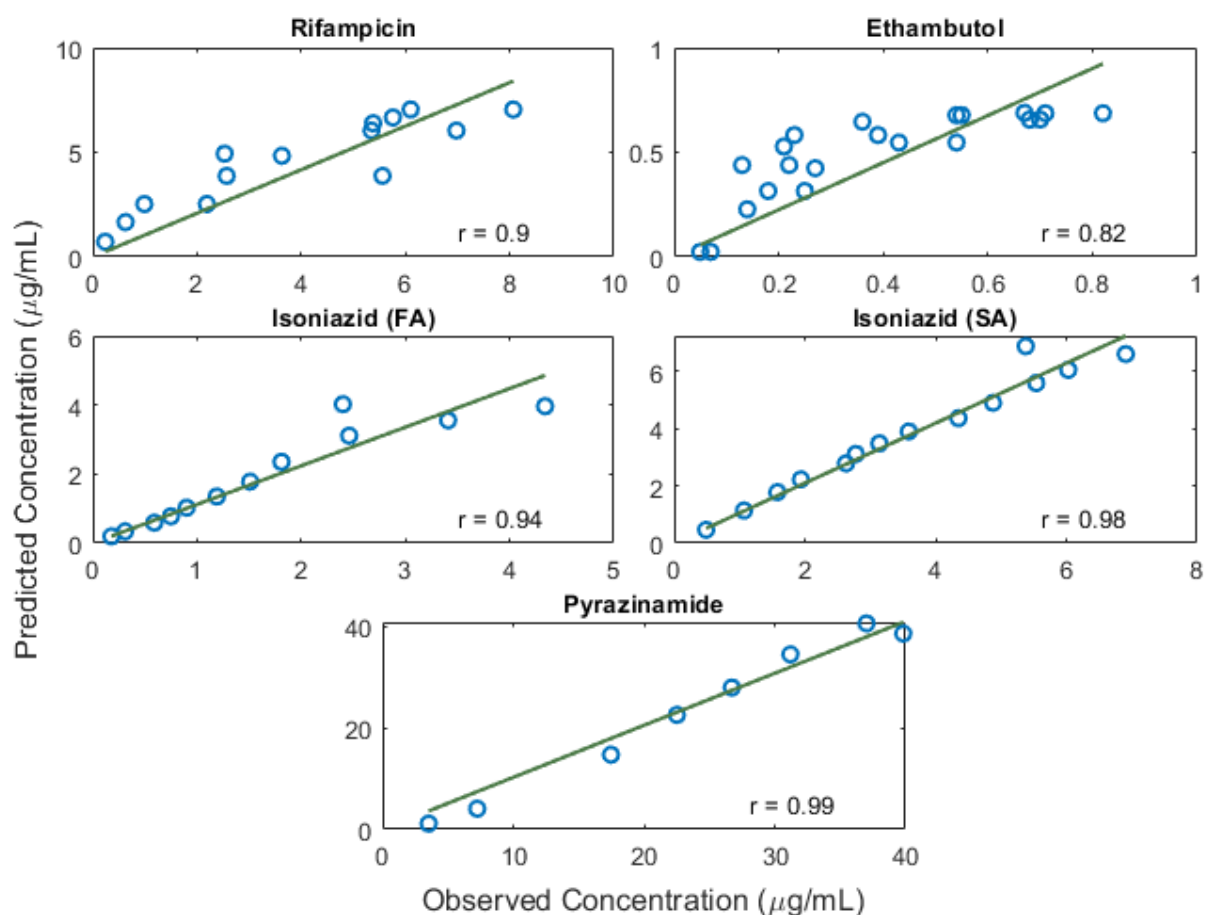 Rifampicin
10
5
0
0 2 4 6 8 10
r = 0.9
Ethambutol
1
0.5
0
0 0.2 0.4 0.6 0.8 1
r = 0.82
Isoniazid (FA)
6
4
2
0
0 1 2 3 4 5
r = 0.94
Isoniazid (SA)
6
4
2
0
0 2 4 6 8
r = 0.98
Pyrazinamide
40
20
0
0 10 20 30 40
r = 0.99
Predicted Concentration (μg/mL)
Observed Concentration (μg/mL)